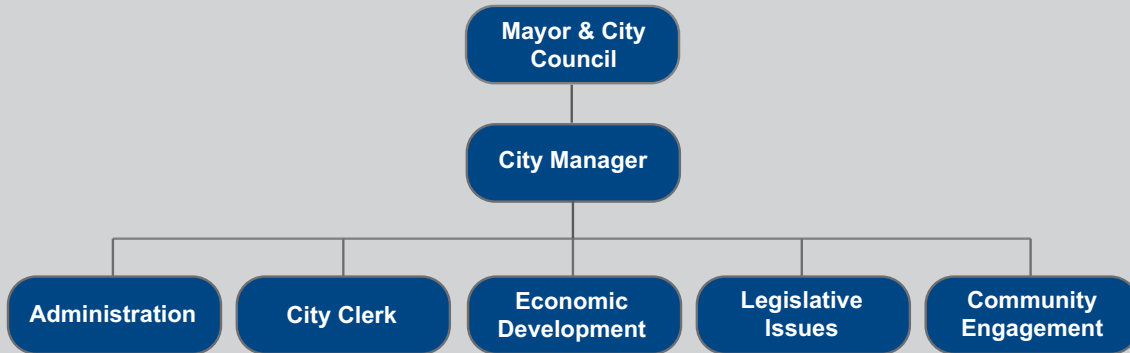 Mayor & City
Council
City Manager
Administration
City Clerk
Economic
Development
Legislative
Issues
Community
Engagement